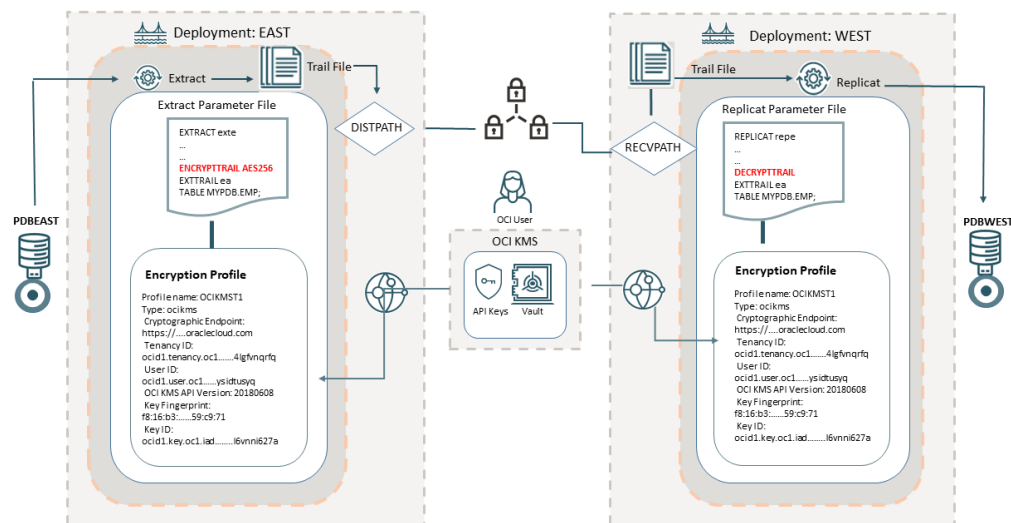 Deployment: EAST
Extract
Trail File
Extract Parameter File
EXTRACT exte
...
...
ENCRYPTTRAIL AES256
EXTTRAIL ea
TABLE MYPDB.EMP;
DISTPATH
PDBEAST
Encryption Profile
Profile name: OCIKMST1
Type: ocikms
Cryptographic Endpoint:
https://....oraclecloud.com
Tenancy ID:
ocid1.tenancy.oc1.......4lgfvnqrfq
User ID:
ocid1.user.oc1......ysidtusyq
OCI KMS API Version: 20180608
Key Fingerprint:
f8:16:b3:......59:c9:71
Key ID:
ocid1.key.oc1.iad........l6vnni627a
OCI User
OCI KMS
API Keys
Vault
Deployment: WEST
Trail File
Replicat
Replicat Parameter File
REPLICAT repe
...
...
DECRYPTTRAIL
EXTTRAIL ea
TABLE MYPDB.EMP;
RECVPATH
PDBWEST
Encryption Profile
Profile name: OCIKMST1
Type: ocikms
Cryptographic Endpoint:
https://....oraclecloud.com
Tenancy ID:
ocid1.tenancy.oc1.......4lgfvnqrfq
User ID:
ocid1.user.oc1......ysidtusyq
OCI KMS API Version: 20180608
Key Fingerprint:
f8:16:b3:......59:c9:71
Key ID:
ocid1.key.oc1.iad........l6vnni627a